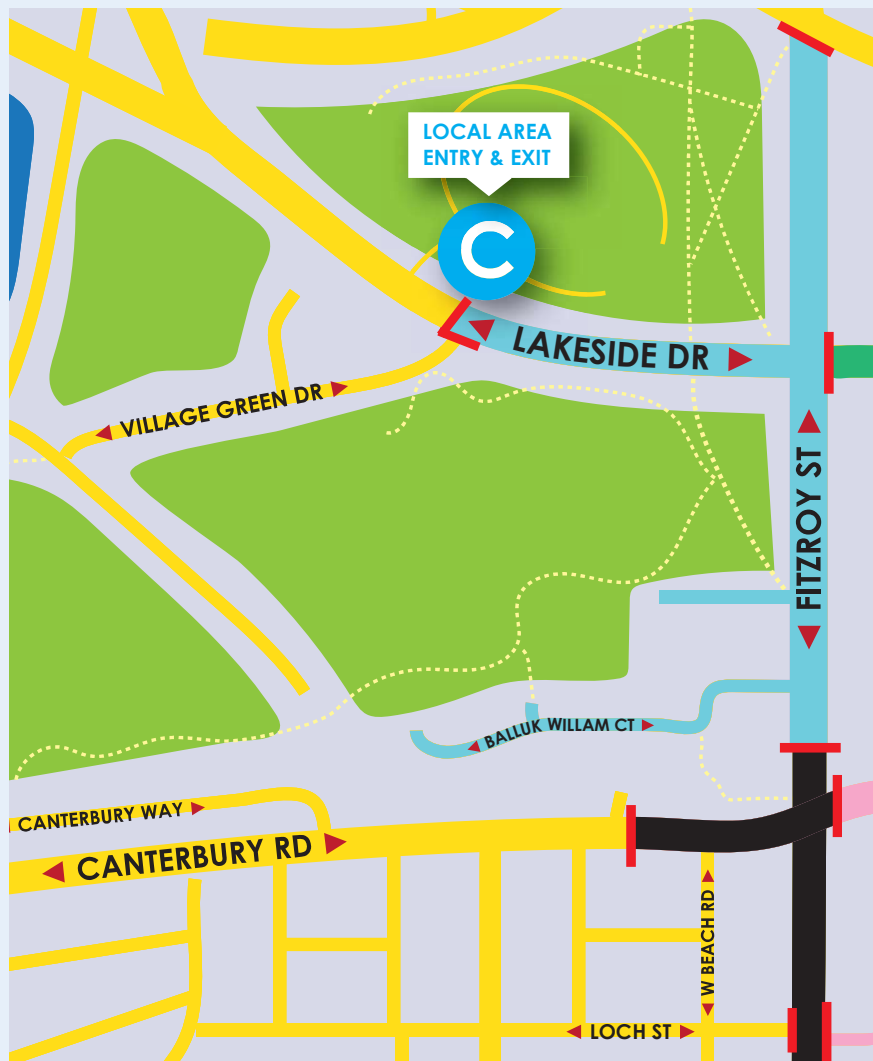 LOCAL AREA
ENTRY & EXIT
C
LAKESIDE DR
VILLAGE GREEN DR
FITZROY ST
BALLUK WILLAM CT
CANTERBURY WAY
CANTERBURY RD
W BEACH RD
LOCH ST